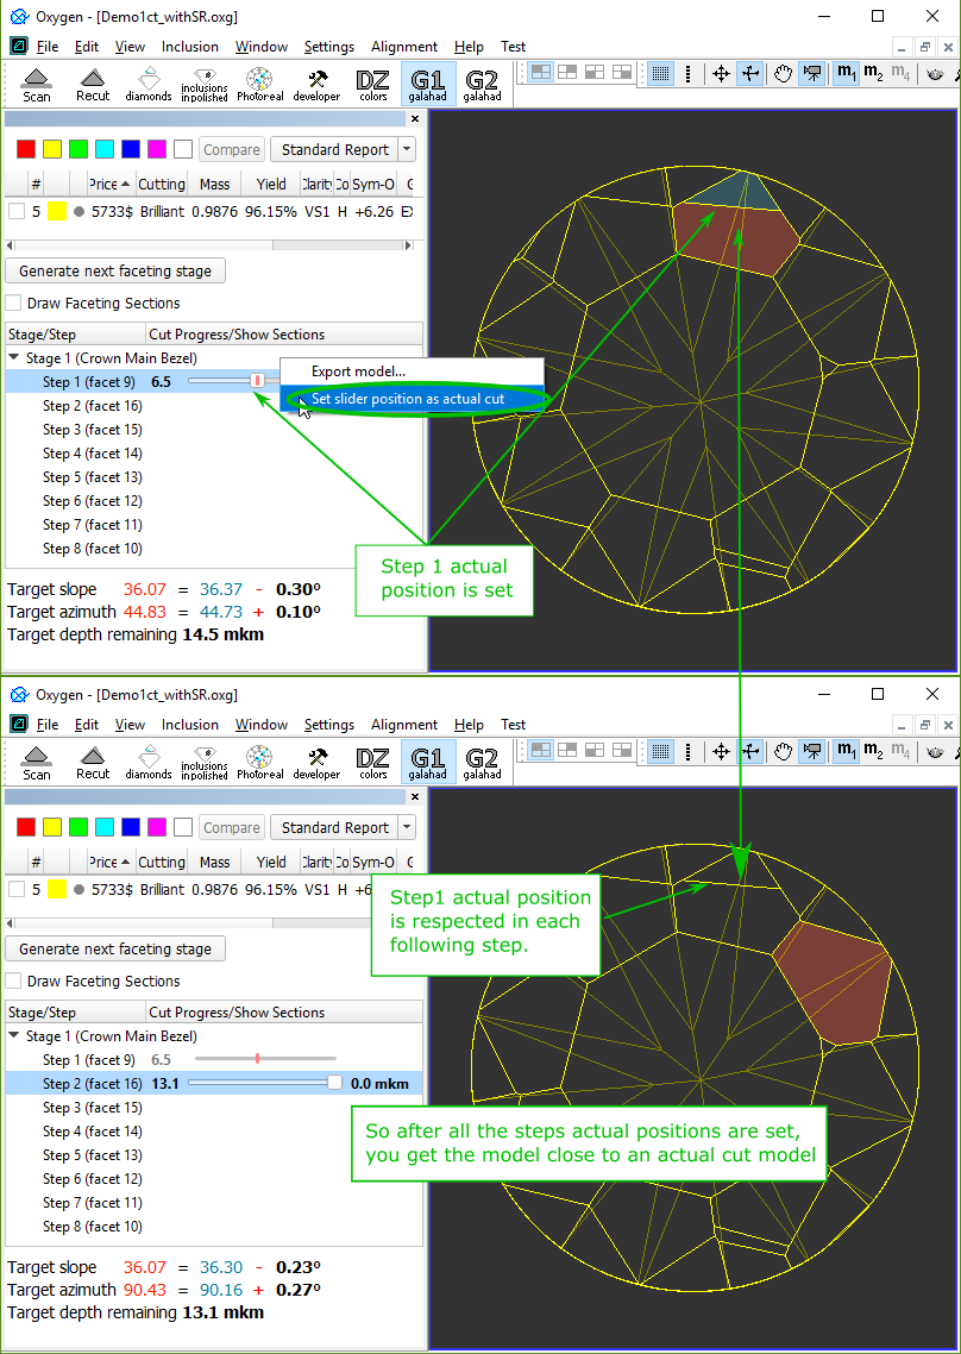 Oxygen - [Demo1ct_withSR.oxg]
File Edit View Inclusion Window Settings Alignment Help Test
Scan Recut diamonds inclusions inpolished Photoreal developer DZ colors G1 galahad G2 galahad m1 m2 m4
Compare Standard Report
# Price Cutting Mass Yield Clarity Co Sym-O
5 5733$ Brilliant 0.9876 96.15% VS1 H +6.26 EX
Generate next faceting stage
Draw Faceting Sections
Stage/Step Cut Progress/Show Sections
Stage 1 (Crown Main Bezel)
Step 1 (facet 9) 6.5
Export model...
Set slider position as actual cut
Step 2 (facet 16)
Step 3 (facet 15)
Step 4 (facet 14)
Step 5 (facet 13)
Step 6 (facet 12)
Step 7 (facet 11)
Step 8 (facet 10)
Step 1 actual
position is set
Target slope 36.07 = 36.37 - 0.30º
Target azimuth 44.83 = 44.73 + 0.10º
Target depth remaining 14.5 mkm
Oxygen - [Demo1ct_withSR.oxg]
File Edit View Inclusion Window Settings Alignment Help Test
Scan Recut diamonds inclusions inpolished Photoreal developer DZ colors G1 galahad G2 galahad m1 m2 m4
Compare Standard Report
# Price Cutting Mass Yield Clarity Co Sym-O
5 5733$ Brilliant 0.9876 96.15% VS1 H +6
Step1 actual position
is respected in each
following step.
Generate next faceting stage
Draw Faceting Sections
Stage/Step Cut Progress/Show Sections
Stage 1 (Crown Main Bezel)
Step 1 (facet 9) 6.5
Step 2 (facet 16) 13.1 0.0 mkm
Step 3 (facet 15)
Step 4 (facet 14)
Step 5 (facet 13)
Step 6 (facet 12)
Step 7 (facet 11)
Step 8 (facet 10)
So after all the steps actual positions are set,
you get the model close to an actual cut model
Target slope 36.07 = 36.30 - 0.23º
Target azimuth 90.43 = 90.16 + 0.27º
Target depth remaining 13.1 mkm